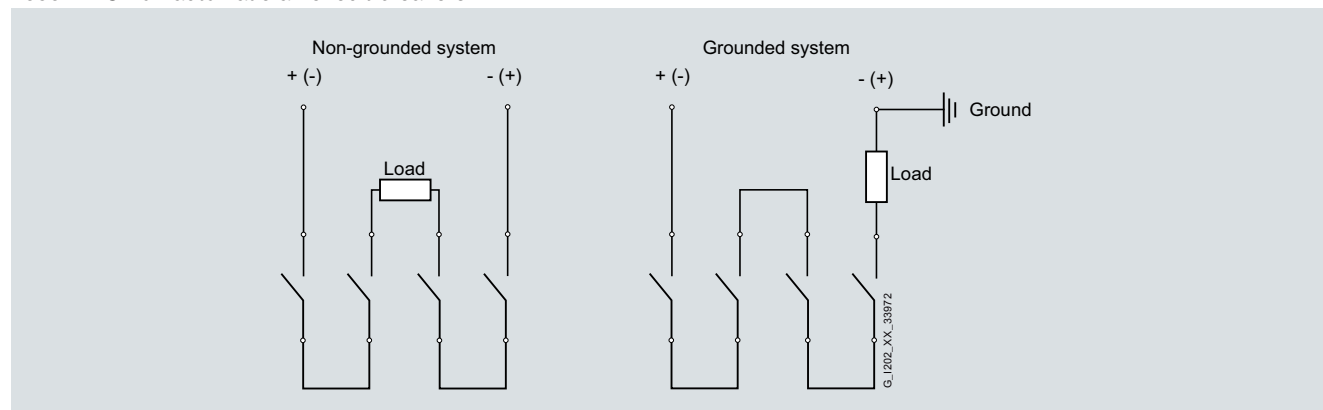 Non-grounded system
Grounded system
+ (-)
- (+)
+ (-)
- (+)
Ground
Load
Load
G_I202_XX_33972